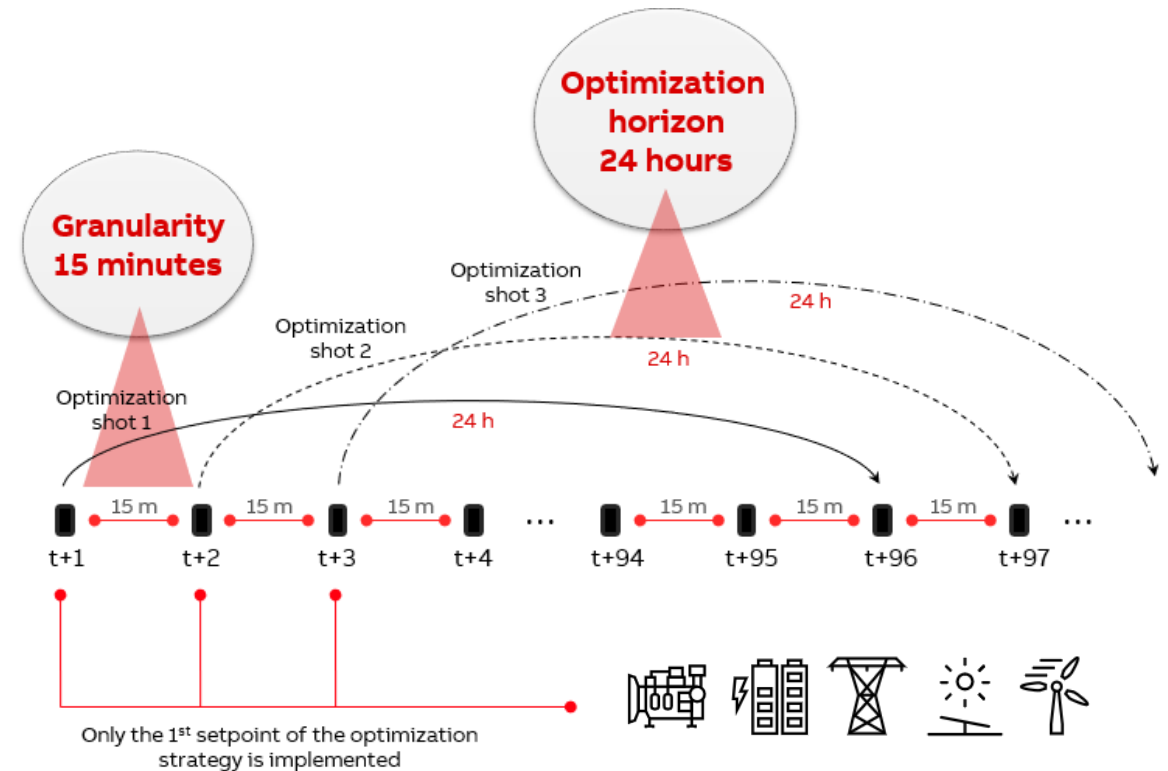 Optimization
horizon
24 hours
Granularity
15 minutes
Optimization
shot 3
24 h
Optimization
shot 2
24 h
Optimization
shot 1
24 h
15 m
15 m
15 m
...
15 m
15 m
15 m
...
t+1
t+2
t+3
t+4
t+94
t+95
t+96
t+97
Only the 1st setpoint of the optimization
strategy is implemented